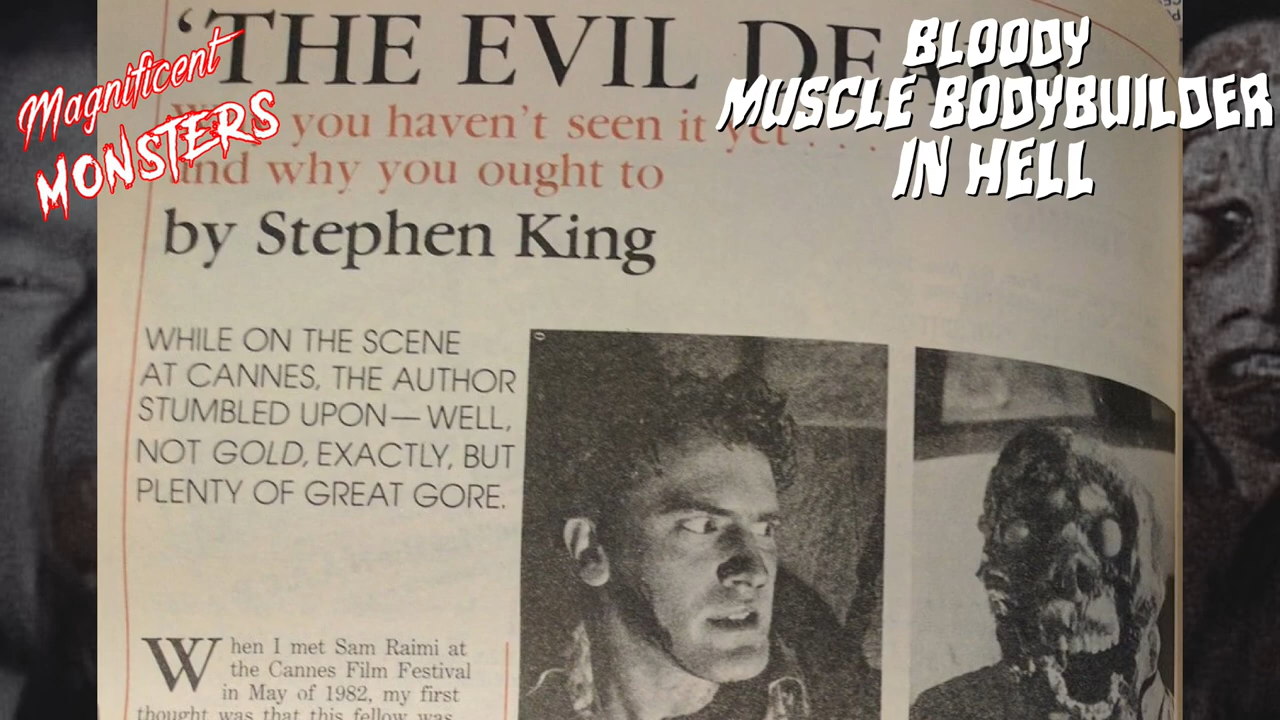 Magnificent
MONSTERS
BLOODY
MUSCLE BODYBUILDER
IN HELL
'THE EVIL DEAD
you haven't seen it yet . . .
and why you ought to
by Stephen King
WHILE ON THE SCENE
AT CANNES, THE AUTHOR
STUMBLED UPON—WELL,
NOT GOLD, EXACTLY, BUT
PLENTY OF GREAT GORE.
When I met Sam Raimi at
the Cannes Film Festival
in May of 1982, my first
thought was that this fellow was